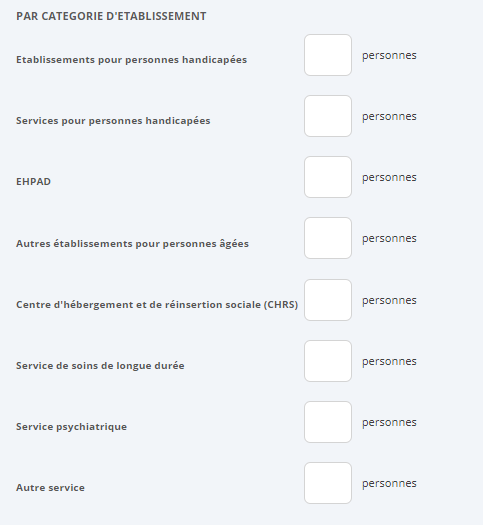 PAR CATEGORIE D'ETABLISSEMENT
Etablissements pour personnes handicapées personnes
Services pour personnes handicapées personnes
EHPAD personnes
Autres établissements pour personnes âgées personnes
Centre d'hébergement et de réinsertion sociale (CHRS) personnes
Service de soins de longue durée personnes
Service psychiatrique personnes
Autre service personnes